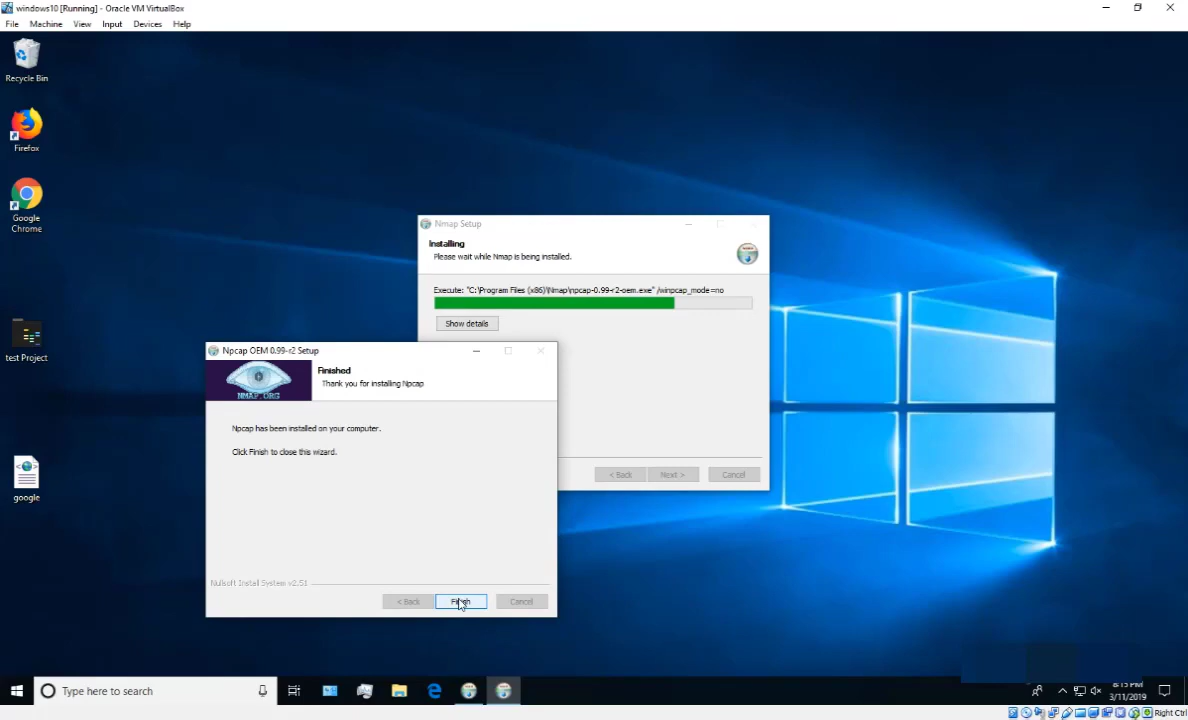 windows10 [Running] - Oracle VM VirtualBox
File Machine View Input Devices Help
Recycle Bin
Firefox
Google
Chrome
test Project
google
Nmap Setup
Installing
Please wait while Nmap is being installed.
Execute: "C:\Program Files (x86)\Nmap\npcap-0.99-r2-oem.exe" /winpcap_mode=no
Show details
< Back Next > Cancel
Npcap OEM 0.99-r2 Setup
NMAP.ORG
Finished
Thank you for installing Npcap
Npcap has been installed on your computer.
Click Finish to close this wizard.
Nullsoft Install System v2.51
< Back Finish Cancel
Type here to search
PM
3/11/2019
Right Ctrl